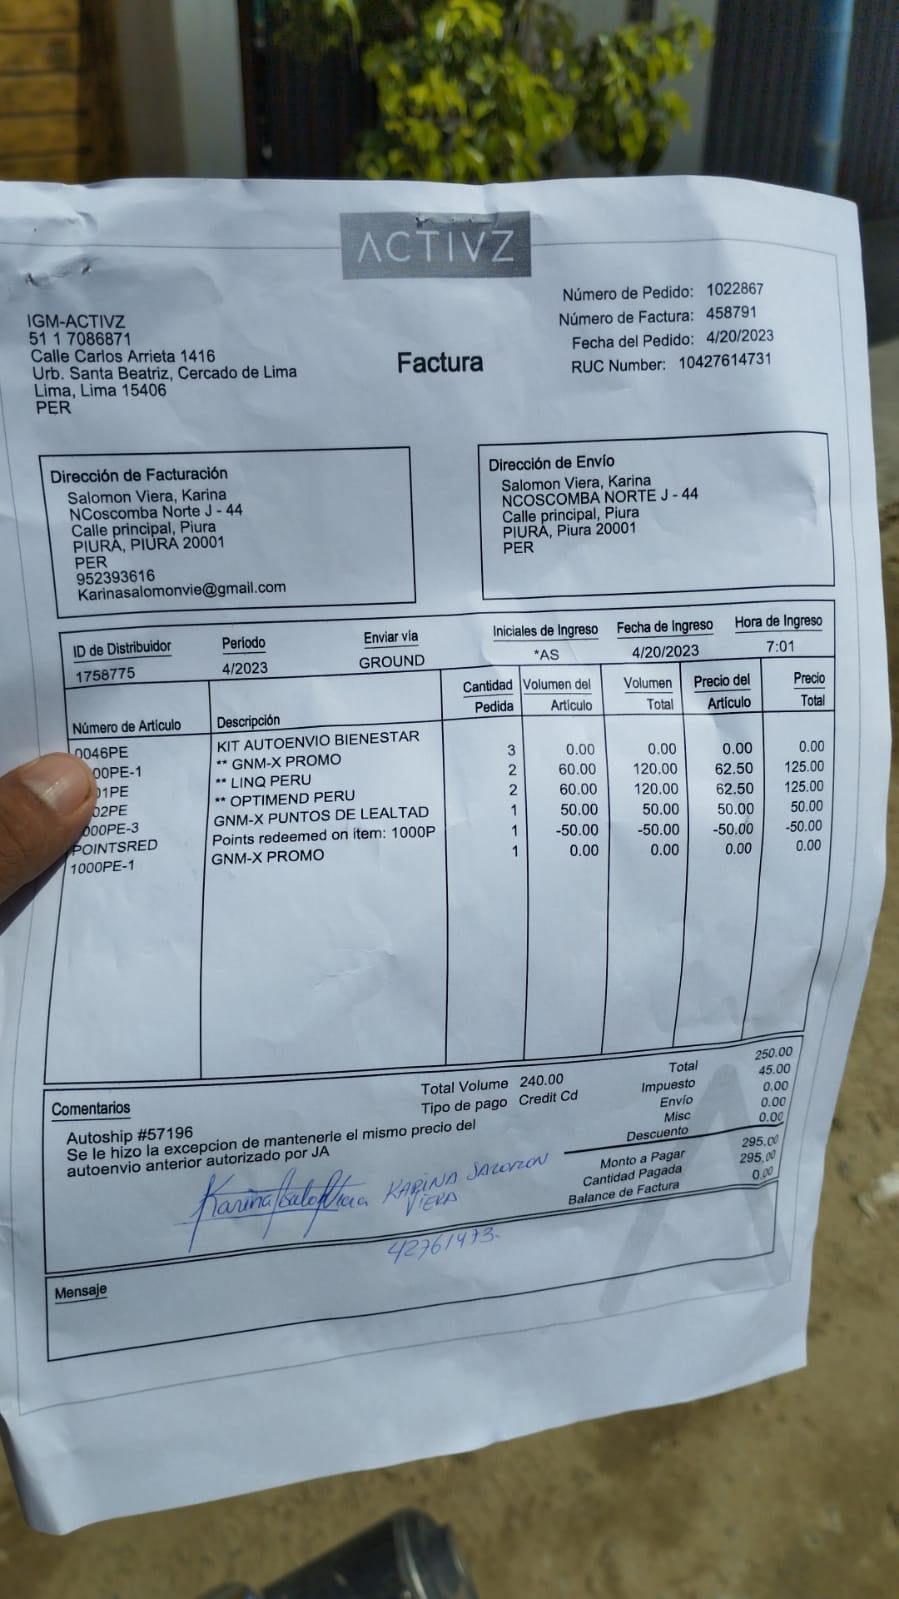 ACTIVZ
IGM-ACTIVZ
51 1 7086871
Calle Carlos Arrieta 1416
Urb. Santa Beatriz, Cercado de Lima
Lima, Lima 15406
PER
Factura
Número de Pedido: 1022867
Número de Factura: 458791
Fecha del Pedido: 4/20/2023
RUC Number: 10427614731
Dirección de Facturación
Salomon Viera, Karina
NCoscomba Norte J - 44
Calle principal, Piura
PIURA, PIURA 20001
PER
952393616
Karinasalomonvie@gmail.com
Dirección de Envío
Salomon Viera, Karina
NCOSCOMBA NORTE J - 44
Calle principal, Piura
PIURA, Piura 20001
PER
ID de Distribuidor Período Enviar vía Iniciales de Ingreso Fecha de Ingreso Hora de Ingreso
1758775 4/2023 GROUND *AS 4/20/2023 7:01
Número de Artículo Descripción Cantidad Pedida Volumen del Artículo Volumen Total Precio del Artículo Precio Total
0046PE KIT AUTOENVIO BIENESTAR 3 0.00 0.00 0.00 0.00
00PE-1 ** GNM-X PROMO 2 60.00 120.00 62.50 125.00
01PE ** LINQ PERU 2 60.00 120.00 62.50 125.00
02PE ** OPTIMEND PERU 1 50.00 50.00 50.00 50.00
000PE-3 GNM-X PUNTOS DE LEALTAD 1 -50.00 -50.00 -50.00 -50.00
POINTSRED Points redeemed on item: 1000P 1 0.00 0.00 0.00 0.00
1000PE-1 GNM-X PROMO
Comentarios
Autoship #57196
Se le hizo la excepcion de mantenerle el mismo precio del
autoenvio anterior autorizado por JA
Total Volume 240.00
Tipo de pago Credit Cd
Total 250.00
Impuesto 45.00
Envío 0.00
Misc 0.00
Descuento 0.00
Monto a Pagar 295.00
Cantidad Pagada 295.00
Balance de Factura 0.00
KARINA SALOMON
VIERA
42761473-
Mensaje